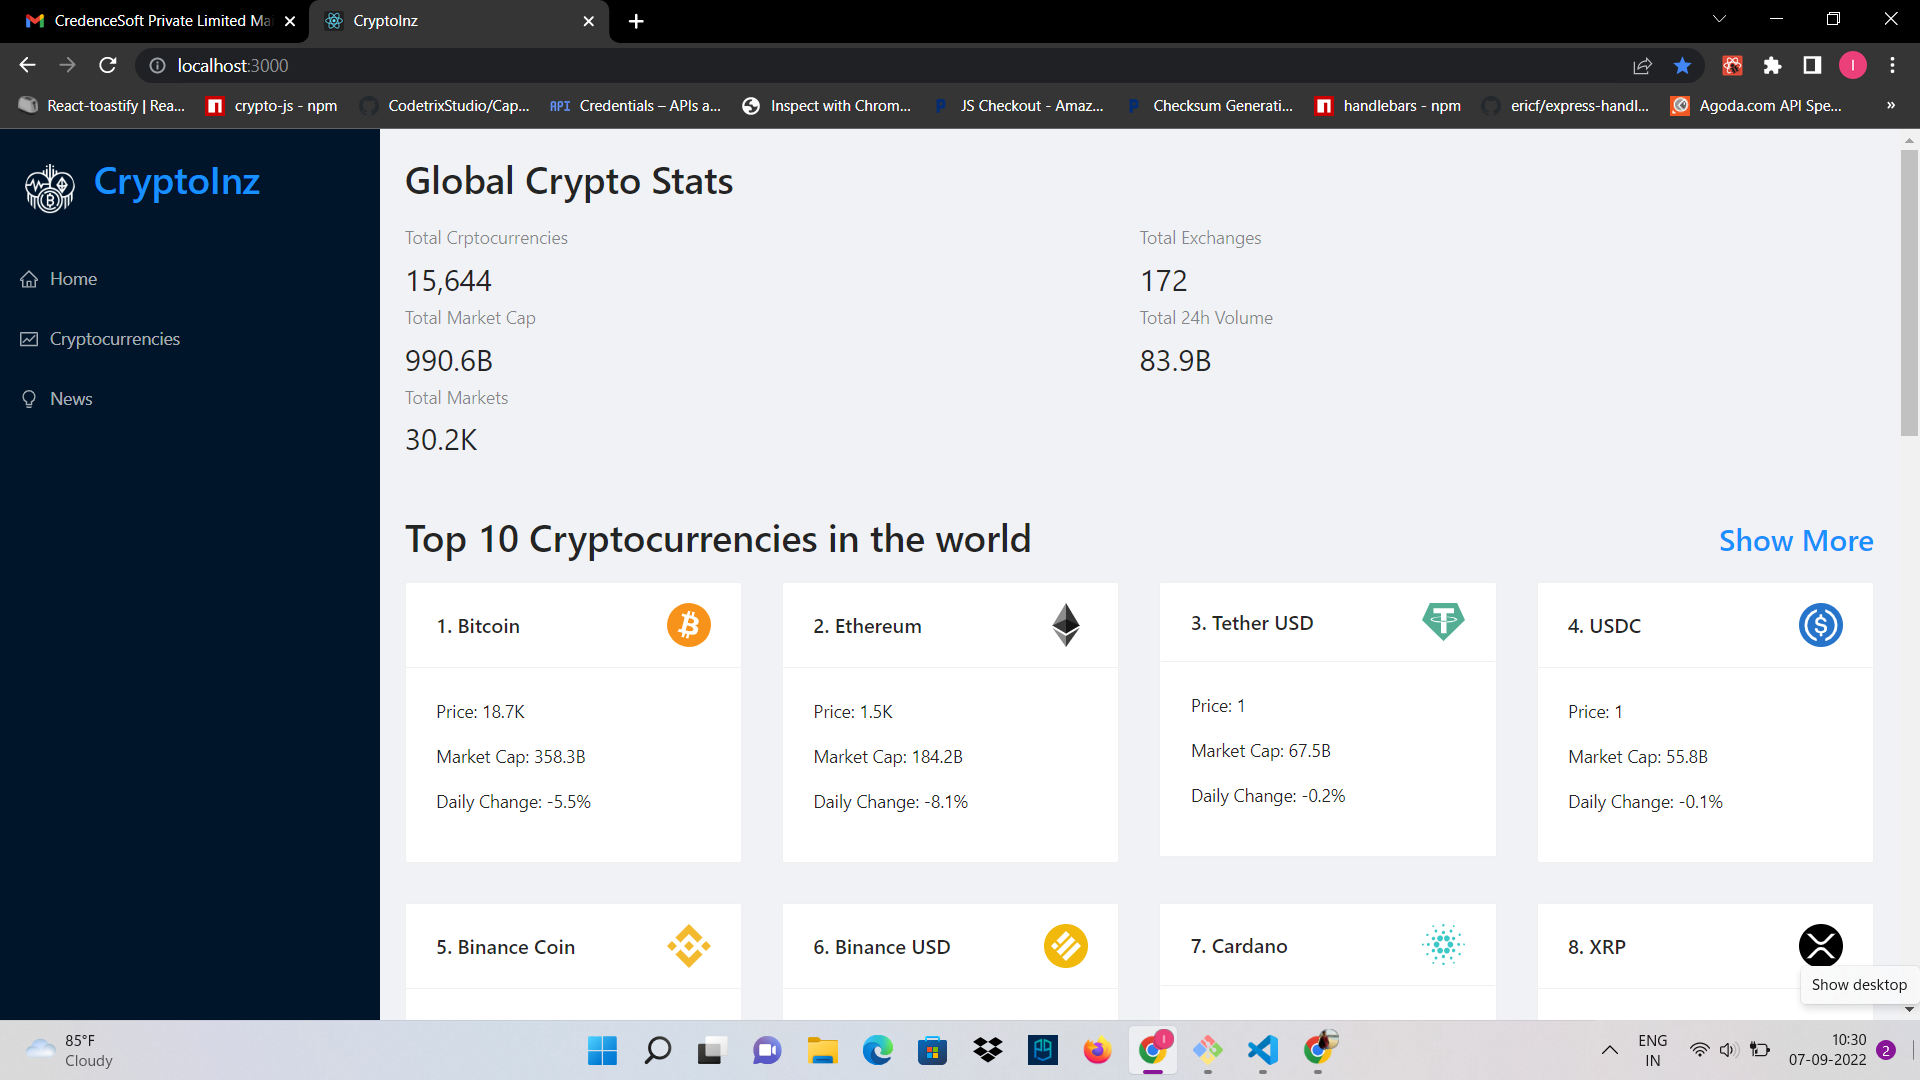 CredenceSoft Private Limited Mai
CryptoInz
localhost:3000
React-toastify | Rea...
crypto-js - npm
CodetrixStudio/Cap...
API
Credentials – APIs a...
Inspect with Chrom...
JS Checkout - Amaz...
Checksum Generati...
handlebars - npm
ericf/express-handl...
Agoda.com API Spe...
»
I
CryptoInz
Home
Cryptocurrencies
News
Global Crypto Stats
Total Crptocurrencies
15,644
Total Exchanges
172
Total Market Cap
990.6B
Total 24h Volume
83.9B
Total Markets
30.2K
Top 10 Cryptocurrencies in the world
Show More
1. Bitcoin
Price: 18.7K
Market Cap: 358.3B
Daily Change: -5.5%
2. Ethereum
Price: 1.5K
Market Cap: 184.2B
Daily Change: -8.1%
3. Tether USD
Price: 1
Market Cap: 67.5B
Daily Change: -0.2%
4. USDC
Price: 1
Market Cap: 55.8B
Daily Change: -0.1%
5. Binance Coin
6. Binance USD
7. Cardano
8. XRP
Show desktop
85°F
Cloudy
ENG
IN
10:30
07-09-2022
2